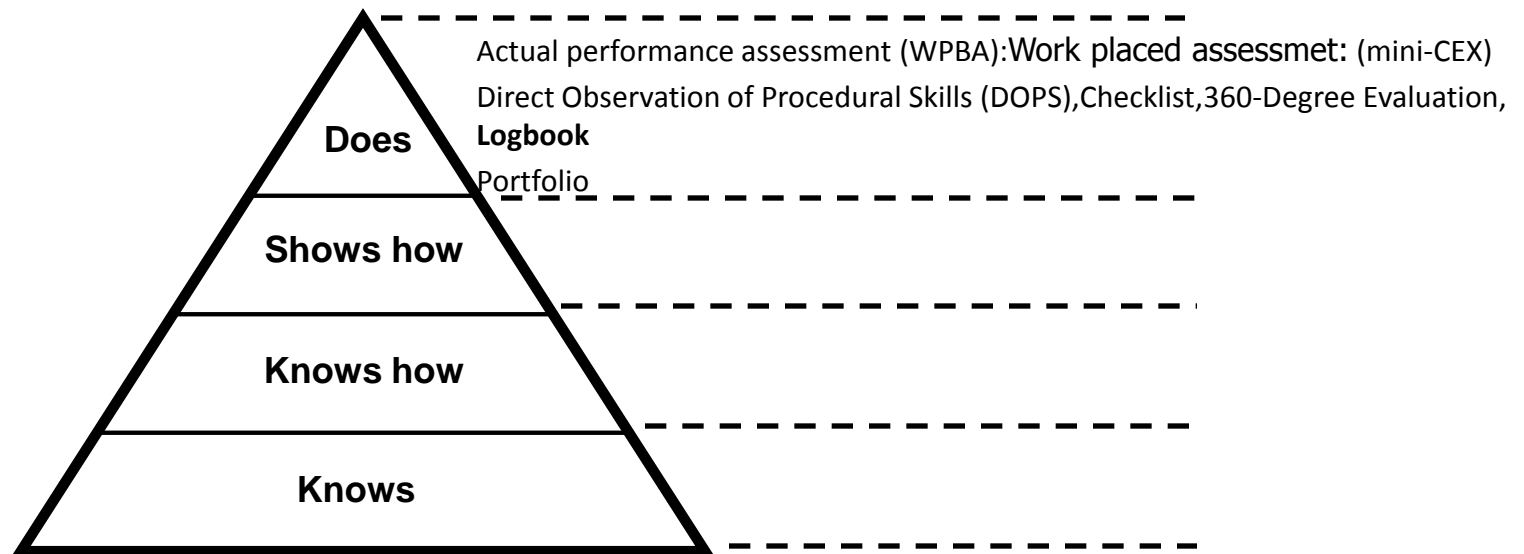 Actual performance assessment (WPBA):Work placed assessmet: (mini-CEX)
Direct Observation of Procedural Skills (DOPS),Checklist,360-Degree Evaluation,
Logbook
Portfolio
Does
Shows how
Knows how
Knows